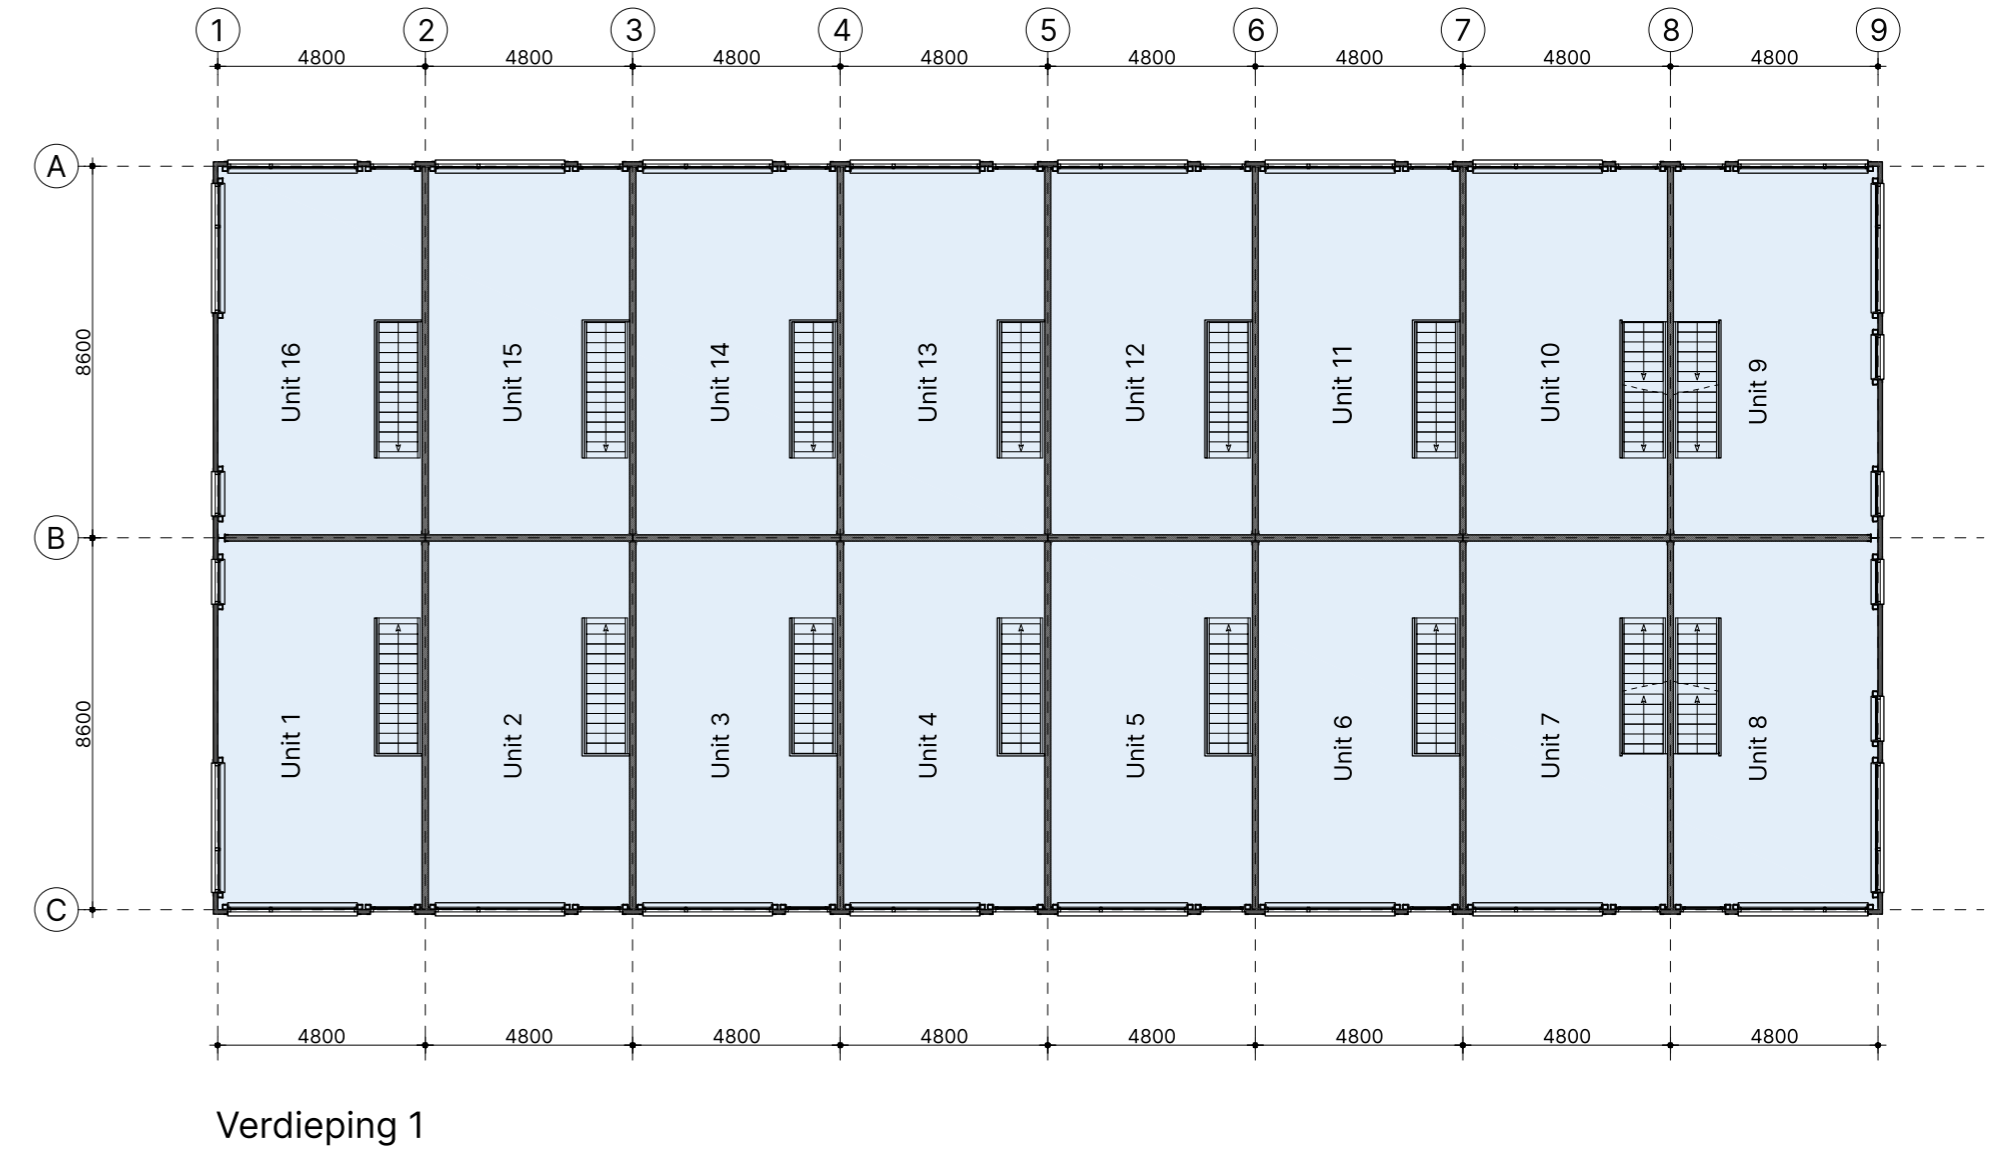 1 2 3 4 5 6 7 8 9
4800 4800 4800 4800 4800 4800 4800 4800
A
8600
Unit 16 Unit 15 Unit 14 Unit 13 Unit 12 Unit 11 Unit 10 Unit 9
B
8600
Unit 1 Unit 2 Unit 3 Unit 4 Unit 5 Unit 6 Unit 7 Unit 8
C
4800 4800 4800 4800 4800 4800 4800 4800
Verdieping 1